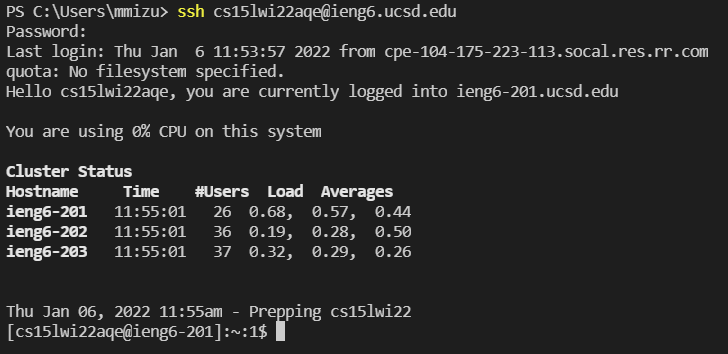 PS C:\Users\mmizu> ssh cs15lwi22aqe@ieng6.ucsd.edu
Password:
Last login: Thu Jan  6 11:53:57 2022 from cpe-104-175-223-113.socal.res.rr.com
quota: No filesystem specified.
Hello cs15lwi22aqe, you are currently logged into ieng6-201.ucsd.edu
You are using 0% CPU on this system
Cluster Status
Hostname     Time    #Users  Load  Averages
ieng6-201   11:55:01   26  0.68,  0.57,  0.44
ieng6-202   11:55:01   36  0.19,  0.28,  0.50
ieng6-203   11:55:01   37  0.32,  0.29,  0.26
Thu Jan 06, 2022 11:55am - Prepping cs15lwi22
[cs15lwi22aqe@ieng6-201]:~:1$